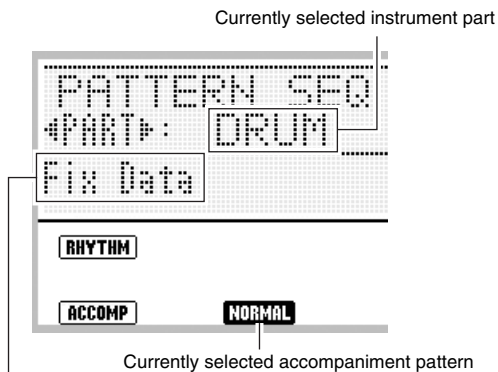 Currently selected instrument part
PATTERN SEQ
◄PART►: DRUM
Fix Data
RHYTHM
ACCOMP NORMAL
Currently selected accompaniment pattern